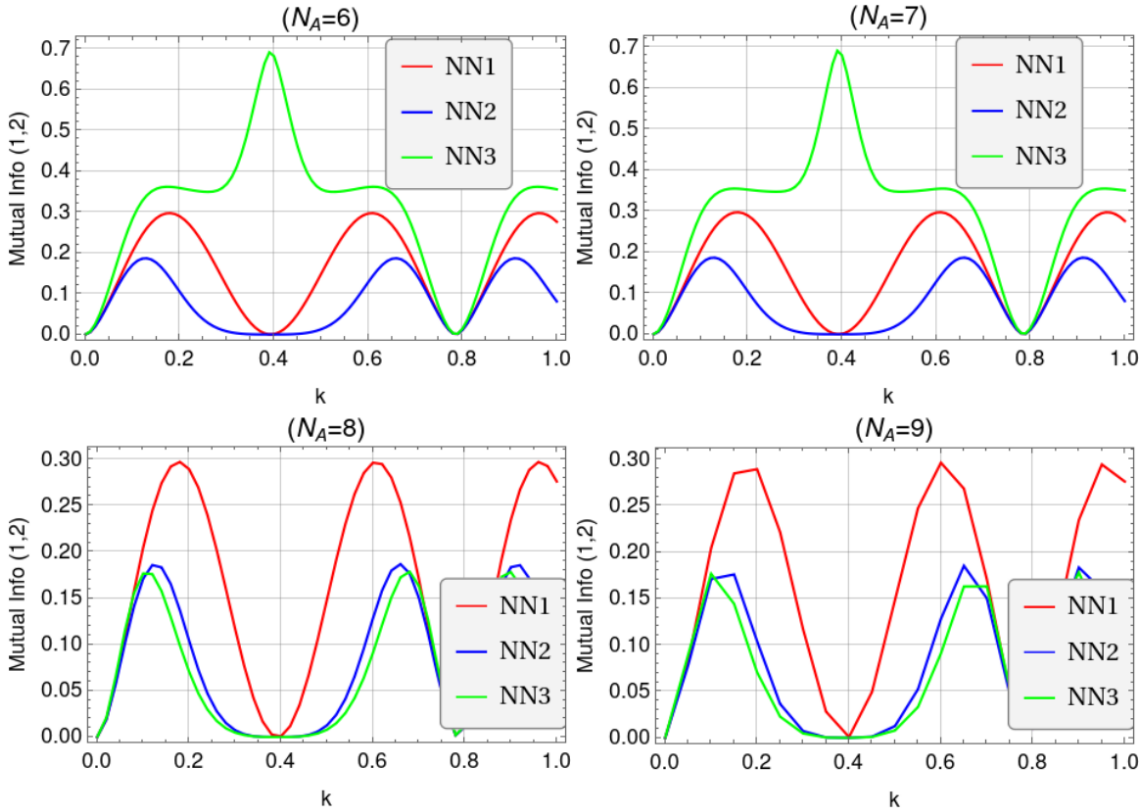 (N_A=6)
Mutual Info (1,2)
0.7
0.6
0.5
0.4
0.3
0.2
0.1
0.0
NN1
NN2
NN3
0.0 0.2 0.4 0.6 0.8 1.0
k
(N_A=7)
Mutual Info (1,2)
0.7
0.6
0.5
0.4
0.3
0.2
0.1
0.0
NN1
NN2
NN3
0.0 0.2 0.4 0.6 0.8 1.0
k
(N_A=8)
Mutual Info (1,2)
0.30
0.25
0.20
0.15
0.10
0.05
0.00
NN1
NN2
NN3
0.0 0.2 0.4 0.6 0.8 1.0
k
(N_A=9)
Mutual Info (1,2)
0.30
0.25
0.20
0.15
0.10
0.05
0.00
NN1
NN2
NN3
0.0 0.2 0.4 0.6 0.8 1.0
k